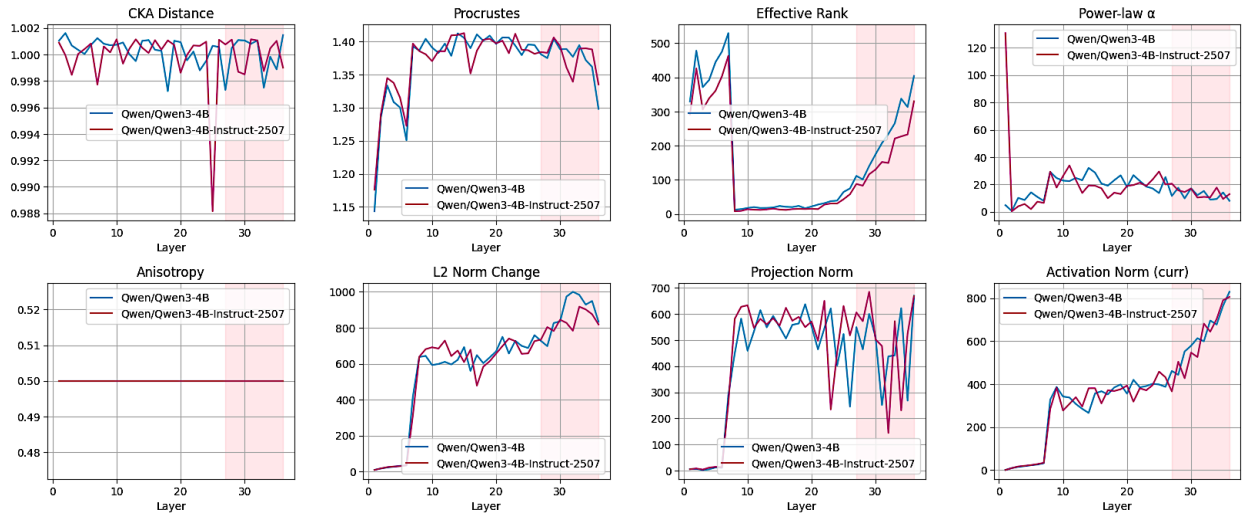 CKA Distance
1.002
1.000
0.998
0.996
0.994
0.992
0.990
0.988
Qwen/Qwen3-4B
Qwen/Qwen3-4B-Instruct-2507
0 10 20 30
Layer
Procrustes
1.40
1.35
1.30
1.25
1.20
1.15
Qwen/Qwen3-4B
Qwen/Qwen3-4B-Instruct-2507
0 10 20 30
Layer
Effective Rank
500
400
300
200
100
0
Qwen/Qwen3-4B
Qwen/Qwen3-4B-Instruct-2507
0 10 20 30
Layer
Power-law α
120
100
80
60
40
20
0
Qwen/Qwen3-4B
Qwen/Qwen3-4B-Instruct-2507
0 10 20 30
Layer
Anisotropy
0.52
0.51
0.50
0.49
0.48
Qwen/Qwen3-4B
Qwen/Qwen3-4B-Instruct-2507
0 10 20 30
Layer
L2 Norm Change
1000
800
600
400
200
0
Qwen/Qwen3-4B
Qwen/Qwen3-4B-Instruct-2507
0 10 20 30
Layer
Projection Norm
700
600
500
400
300
200
100
0
Qwen/Qwen3-4B
Qwen/Qwen3-4B-Instruct-2507
0 10 20 30
Layer
Activation Norm (curr)
800
600
400
200
0
Qwen/Qwen3-4B
Qwen/Qwen3-4B-Instruct-2507
0 10 20 30
Layer